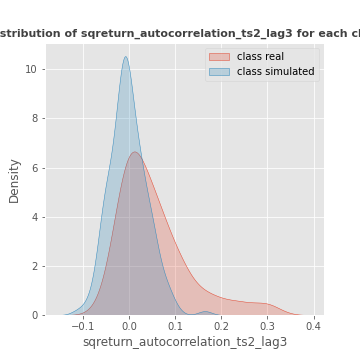 stribution of sqreturn_autocorrelation_ts2_lag3 for each cl
class real
class simulated
10
8
6
4
2
0
Density
−0.1
0.0
0.1
0.2
0.3
0.4
sqreturn_autocorrelation_ts2_lag3